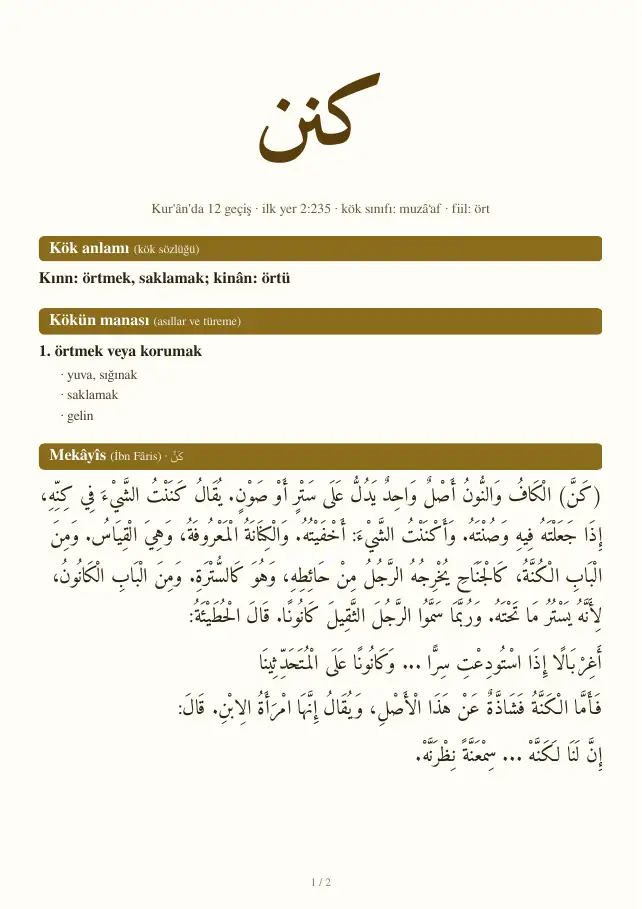 كنن
Kur'ân'da 12 geçiş · ilk yer 2:235 · kök sınıfı: muzâ'af · fiil: ört
Kök anlamı (kök sözlüğü)
Kınn: örtmek, saklamak; kinân: örtü
Kökün manası (asıllar ve türeme)
1. örtmek veya korumak
· yuva, sığınak
· saklamak
· gelin
Mekâyîs (İbn Fâris) · كَنَّ
(كَنَّ) الْكَافُ وَالنُّونُ أَصْلٌ وَاحِدٌ يَدُلُّ عَلَى سَتْرٍ أَوْ صَوْنٍ. يُقَالُ كَنَنْتُ الشَّيْءَ فِي كِنِّهِ،
إِذَا جَعَلْتَهُ فِيهِ وَصُنْتَهُ. وَأَكْنَنْتُ الشَّيْءَ: أَخْفَيْتُهُ. وَالْكِنَانَةُ الْمَعْرُوفَةُ، وَهِيَ الْقِيَاسُ. وَمِنَ
الْبَابِ الْكُنَّةُ، كَالْجَنَاحِ يُخْرِجُهُ الرَّجُلُ مِنْ حَائِطِهِ، وَهُوَ كَالسُّتْرَةِ. وَمِنَ الْبَابِ الْكَانُونُ،
لِأَنَّهُ يَسْتُرُ مَا تَحْتَهُ. وَرُبَّمَا سَمَّوُا الرَّجُلَ الثَّقِيلَ كَانُونًا. قَالَ الْحُطَيْئَةُ:
أَغِرْبَالًا إِذَا اسْتُودِعْتِ سِرًّا ... وَكَانُونًا عَلَى الْمُتَحَدِّثِينَا
فَأَمَّا الْكَنَّةُ فَشَاذَّةٌ عَنْ هَذَا الْأَصْلِ، وَيُقَالُ إِنَّهَا امْرَأَةُ الِابْنِ. قَالَ:
إِنَّ لَنَا لَكَنَّهْ ... سِمْعَنَّةً نِظْرَنَّهْ.
1 / 2